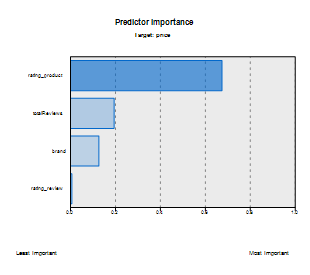 Predictor Importance
Target: price
rating_product
totalReviews
brand
rating_review
0.0 0.2 0.4 0.6 0.8 1.0
Least Important Most Important